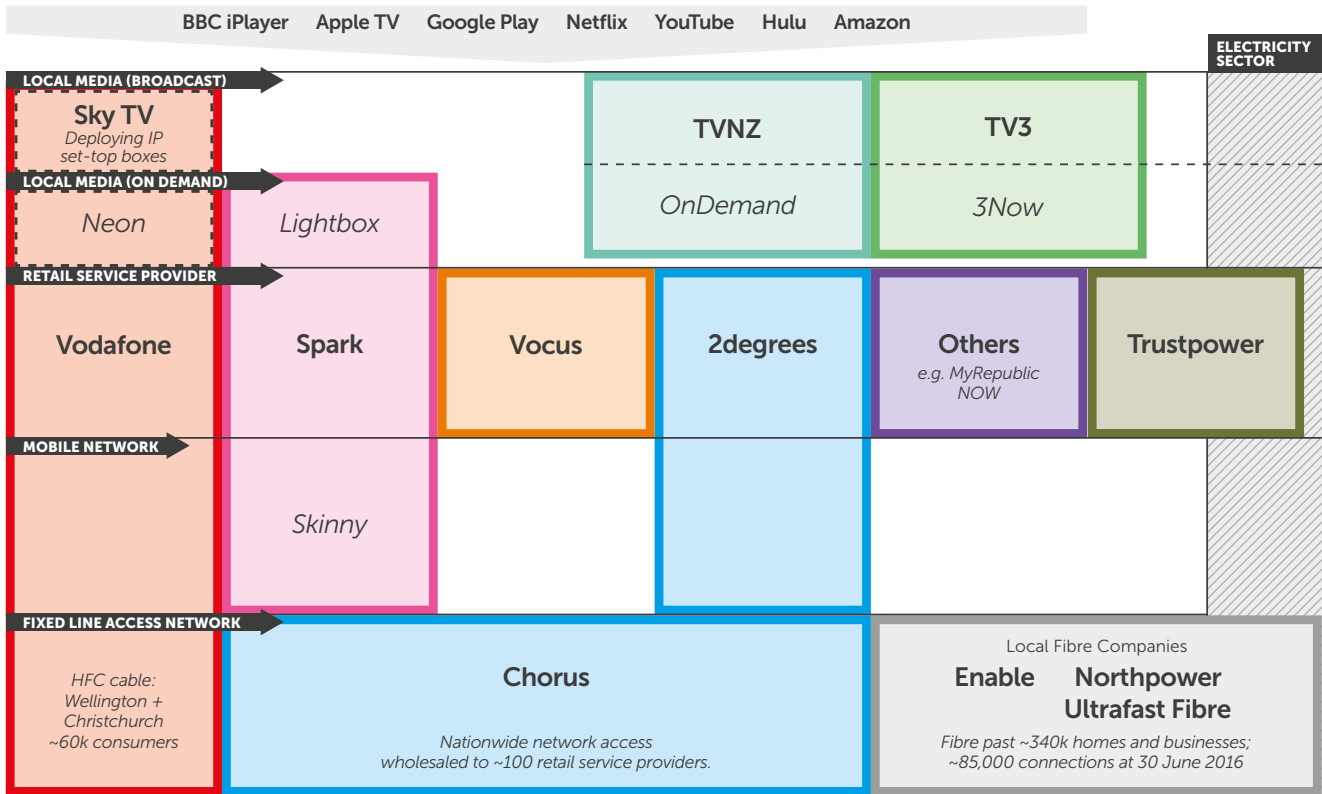 BBC iPlayer Apple TV Google Play Netflix YouTube Hulu Amazon
ELECTRICITY
SECTOR
LOCAL MEDIA (BROADCAST)
Sky TV
Deploying IP
set-top boxes
TVNZ
TV3
LOCAL MEDIA (ON DEMAND)
Neon
Lightbox
OnDemand
3Now
RETAIL SERVICE PROVIDER
Vodafone
Spark
Vocus
2degrees
Others
e.g. MyRepublic
NOW
Trustpower
MOBILE NETWORK
Skinny
FIXED LINE ACCESS NETWORK
HFC cable:
Wellington +
Christchurch
~60k consumers
Chorus
Nationwide network access
wholesaled to ~100 retail service providers.
Local Fibre Companies
Enable Northpower
Ultrafast Fibre
Fibre past ~340k homes and businesses;
~85,000 connections at 30 June 2016